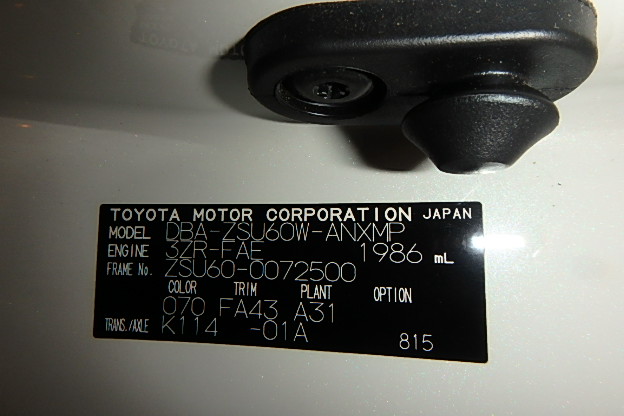 TOYOTA MOTOR CORPORATION JAPAN
MODEL DBA-ZSU60W-ANXMP
ENGINE 3ZR-FAE 1986 mL
FRAME No. ZSU60-0072500
COLOR TRIM PLANT OPTION
070 FA43 A31
TRANS./AXLE K114 -01A
815